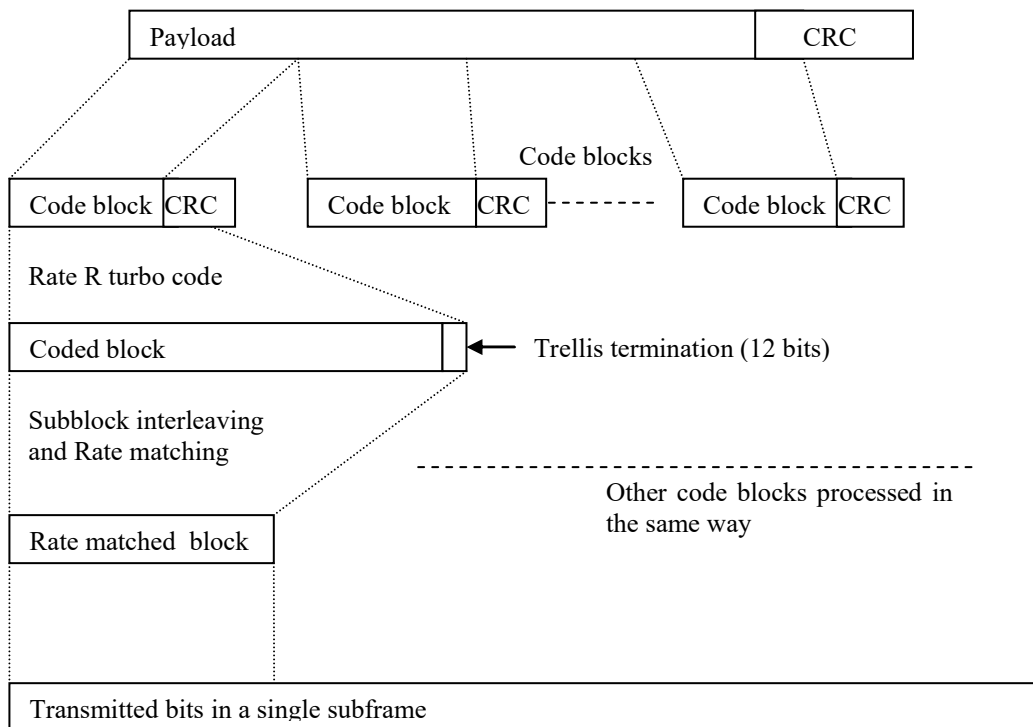 Payload CRC
Code blocks
Code block CRC Code block CRC Code block CRC
Rate R turbo code
Coded block Trellis termination (12 bits)
Subblock interleaving
and Rate matching
Other code blocks processed in
the same way
Rate matched block
Transmitted bits in a single subframe